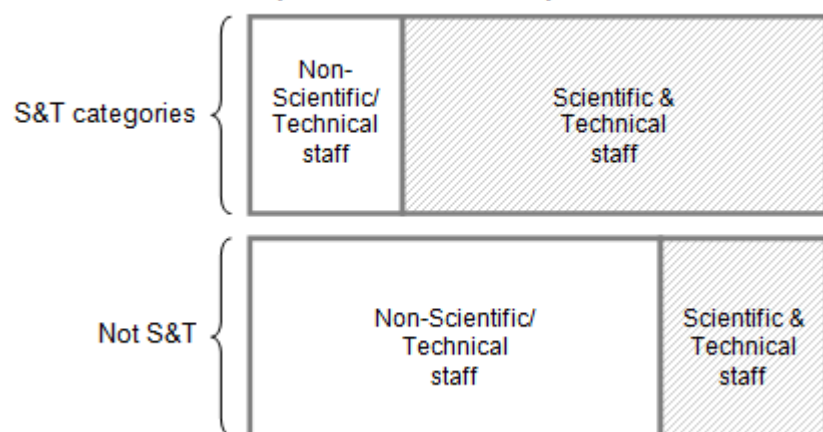 S&T categories
Non-
Scientific/
Technical
staff
Scientific &
Technical
staff
Not S&T
Non-Scientific/
Technical
staff
Scientific &
Technical
staff